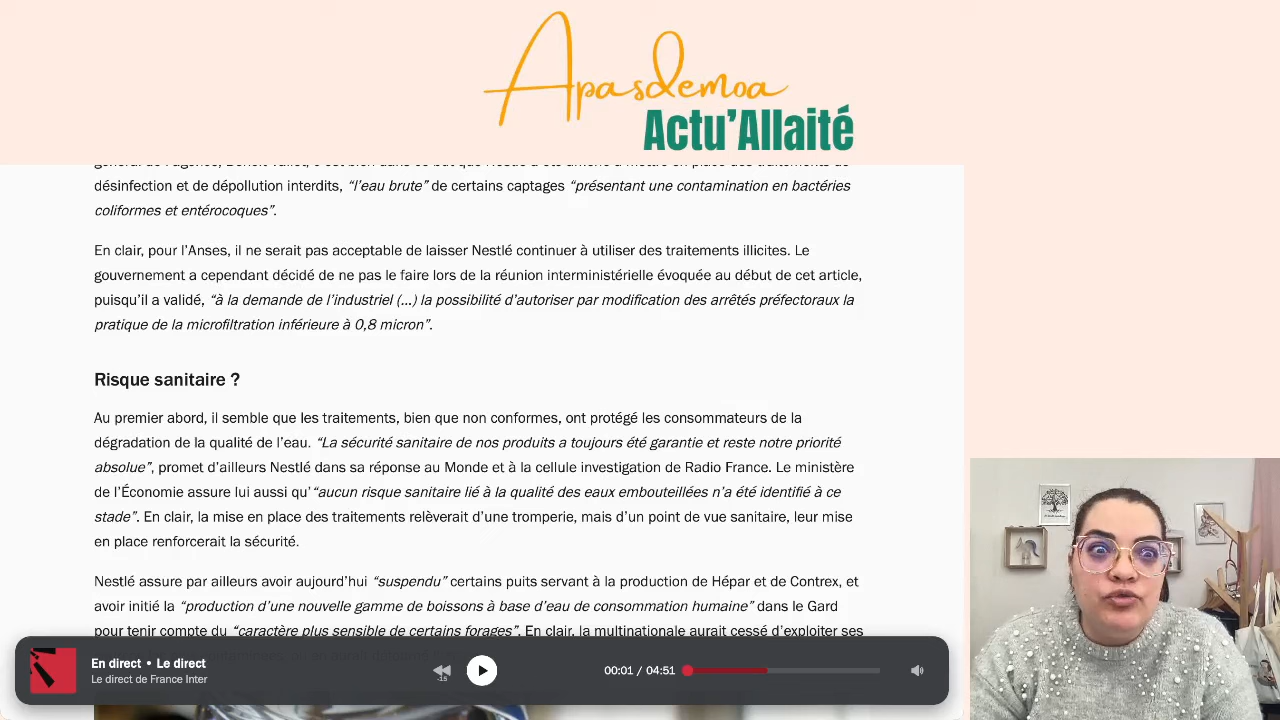 Apasdemoa
Actu’Allaité
désinfection et de dépollution interdits, “l’eau brute” de certains captages “présentant une contamination en bactéries
coliformes et entérocoques”.
En clair, pour l’Anses, il ne serait pas acceptable de laisser Nestlé continuer à utiliser des traitements illicites. Le
gouvernement a cependant décidé de ne pas le faire lors de la réunion interministérielle évoquée au début de cet article,
puisqu’il a validé, “à la demande de l’industriel (...) la possibilité d’autoriser par modification des arrêtés préfectoraux la
pratique de la microfiltration inférieure à 0,8 micron”.
Risque sanitaire ?
Au premier abord, il semble que les traitements, bien que non conformes, ont protégé les consommateurs de la
dégradation de la qualité de l’eau. “La sécurité sanitaire de nos produits a toujours été garantie et reste notre priorité
absolue”, promet d’ailleurs Nestlé dans sa réponse au Monde et à la cellule investigation de Radio France. Le ministère
de l’Économie assure lui aussi qu’“aucun risque sanitaire lié à la qualité des eaux embouteillées n’a été identifié à ce
stade”. En clair, la mise en place des traitements relèverait d’une tromperie, mais d’un point de vue sanitaire, leur mise
en place renforcerait la sécurité.
Nestlé assure par ailleurs avoir aujourd’hui “suspendu” certains puits servant à la production de Hépar et de Contrex, et
avoir initié la “production d’une nouvelle gamme de boissons à base d’eau de consommation humaine” dans le Gard
pour tenir compte du “caractère plus sensible de certains forages”. En clair, la multinationale aurait cessé d’exploiter ses
En direct • Le direct
Le direct de France Inter
-15
00:01 / 04:51